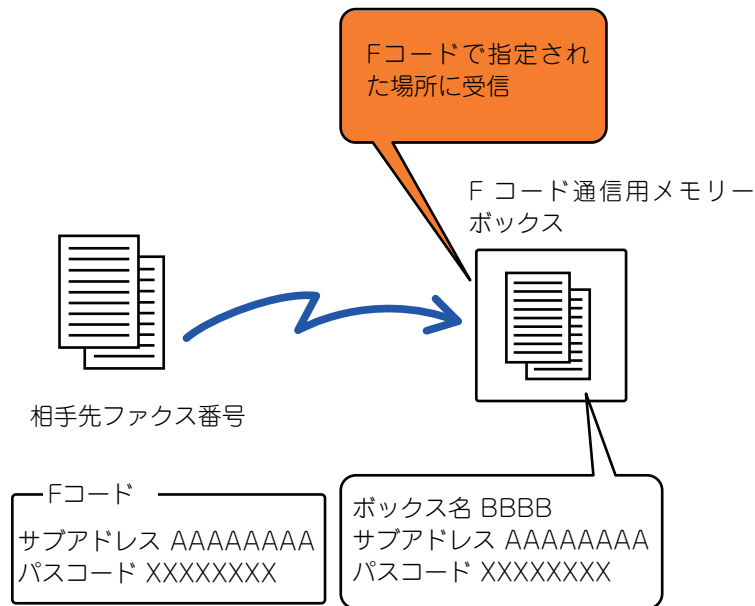 Fコードで指定され
た場所に受信
F コード通信用メモリー
ボックス
相手先ファクス番号
Fコード
サブアドレス AAAAAAAA
パスコード XXXXXXXX
ボックス名 BBBB
サブアドレス AAAAAAAA
パスコード XXXXXXXX